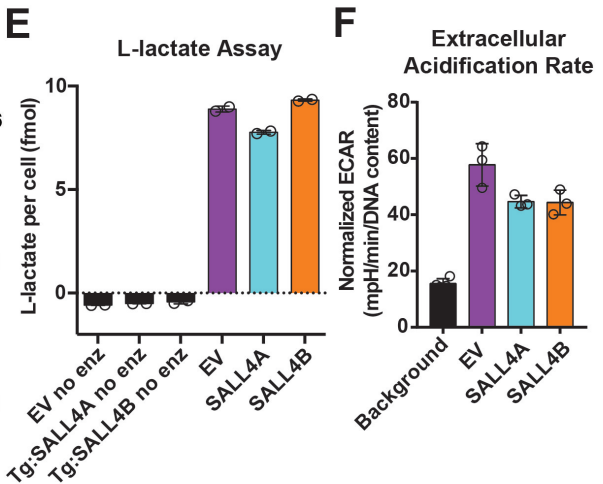 E
L-lactate Assay
L-lactate per cell (fmol)
10
5
0
EV no enz
Tg:SALL4A no enz
Tg:SALL4B no enz
EV
SALL4A
SALL4B
F
Extracellular
Acidification Rate
Normalized ECAR
(mpH/min/DNA content)
80
60
40
20
0
Background
EV
SALL4A
SALL4B